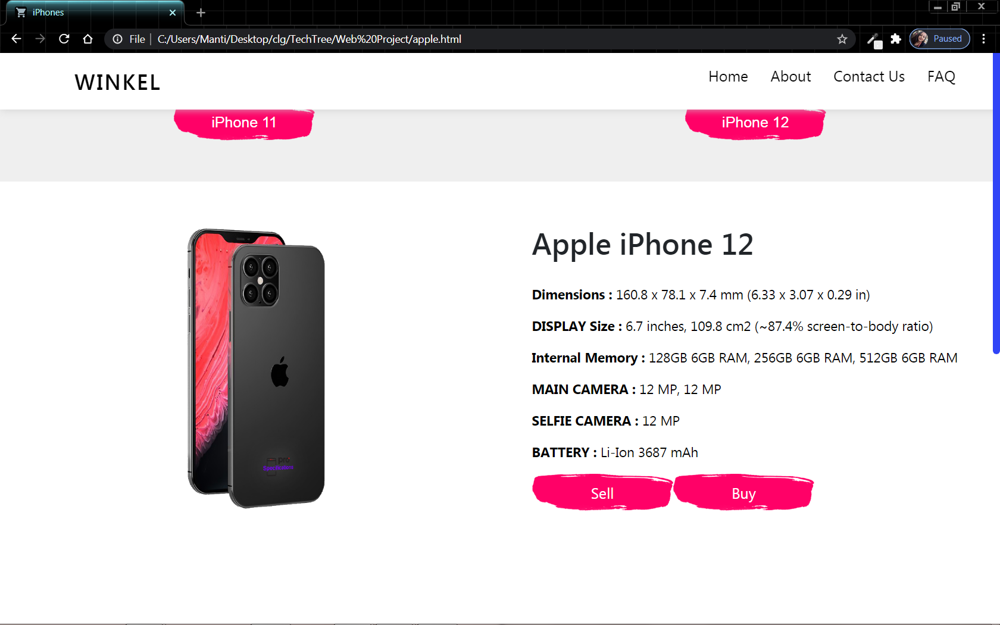 iPhones
File
C:/Users/Manti/Desktop/clg/TechTree/Web%20Project/apple.html
Paused
WINKEL
Home
About
Contact Us
FAQ
iPhone 11
iPhone 12
Apple iPhone 12
Dimensions : 160.8 x 78.1 x 7.4 mm (6.33 x 3.07 x 0.29 in)
DISPLAY Size : 6.7 inches, 109.8 cm2 (~87.4% screen-to-body ratio)
Internal Memory : 128GB 6GB RAM, 256GB 6GB RAM, 512GB 6GB RAM
MAIN CAMERA : 12 MP, 12 MP
SELFIE CAMERA : 12 MP
BATTERY : Li-Ion 3687 mAh
Sell
Buy
pro